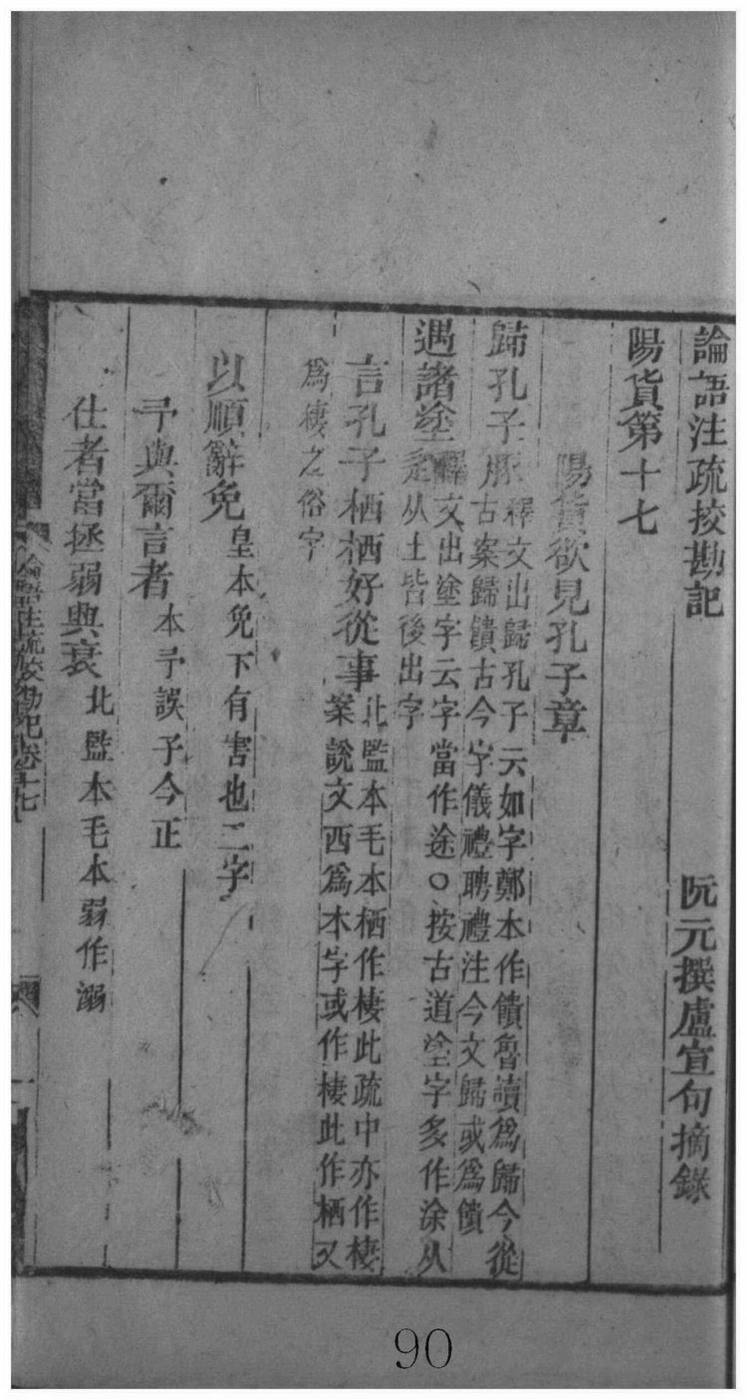 論語注疏挍勘記 阮元撰盧宣旬摘錄
陽貨第十七
陽貨欲見孔子章
歸孔子豚 釋文出歸孔子云如字鄭本作饋魯讀爲歸今從
古案歸饋古今字儀禮聘禮注今文歸或爲饋
遇諸塗 釋文出塗字云字當作途○按古道塗字多作涂从
辵从土皆後出字
言孔子栖栖好從事 北監本毛本栖作棲此疏中亦作棲
案說文西爲本字或作棲此作栖又
爲棲之俗字
以順辭免 皇本免下有害也二字
予與爾言者 本予誤予今正
仕者當拯弱興衰 北監本毛本弱作溺
論語注疏挍勘記卷十七
一
90